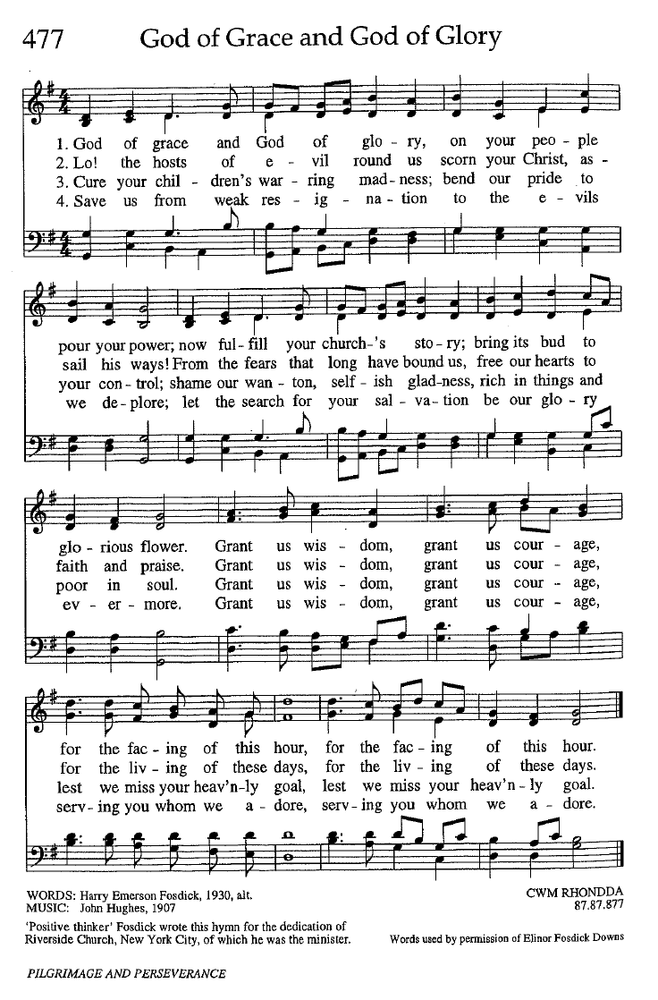 477 God of Grace and God of Glory
1. God of grace and God of glo - ry, on your peo - ple
2. Lo! the hosts of e - vil round us scorn your Christ, as -
3. Cure your chil - dren's war - ring mad - ness; bend our pride to
4. Save us from weak res - ig - na - tion to the e - vils
pour your power; now ful - fill your church-'s sto - ry; bring its bud to
sail his ways! From the fears that long have bound us, free our hearts to
your con - trol; shame our wan - ton, self - ish glad-ness, rich in things and
we de - plore; let the search for your sal - va - tion be our glo - ry
glo - rious flower. Grant us wis - dom, grant us cour - age,
faith and praise. Grant us wis - dom, grant us cour - age,
poor in soul. Grant us wis - dom, grant us cour - age,
ev - er - more. Grant us wis - dom, grant us cour - age,
for the fac - ing of this hour, for the fac - ing of this hour.
for the liv - ing of these days, for the liv - ing of these days.
lest we miss your heav'n-ly goal, lest we miss your heav'n - ly goal.
serv - ing you whom we a - dore, serv - ing you whom we a - dore.
WORDS: Harry Emerson Fosdick, 1930, alt. CWM RHONDDA
MUSIC: John Hughes, 1907 87.87.877
'Positive thinker' Fosdick wrote this hymn for the dedication of
Riverside Church, New York City, of which he was the minister. Words used by permission of Elinor Fosdick Downs
PILGRIMAGE AND PERSEVERANCE